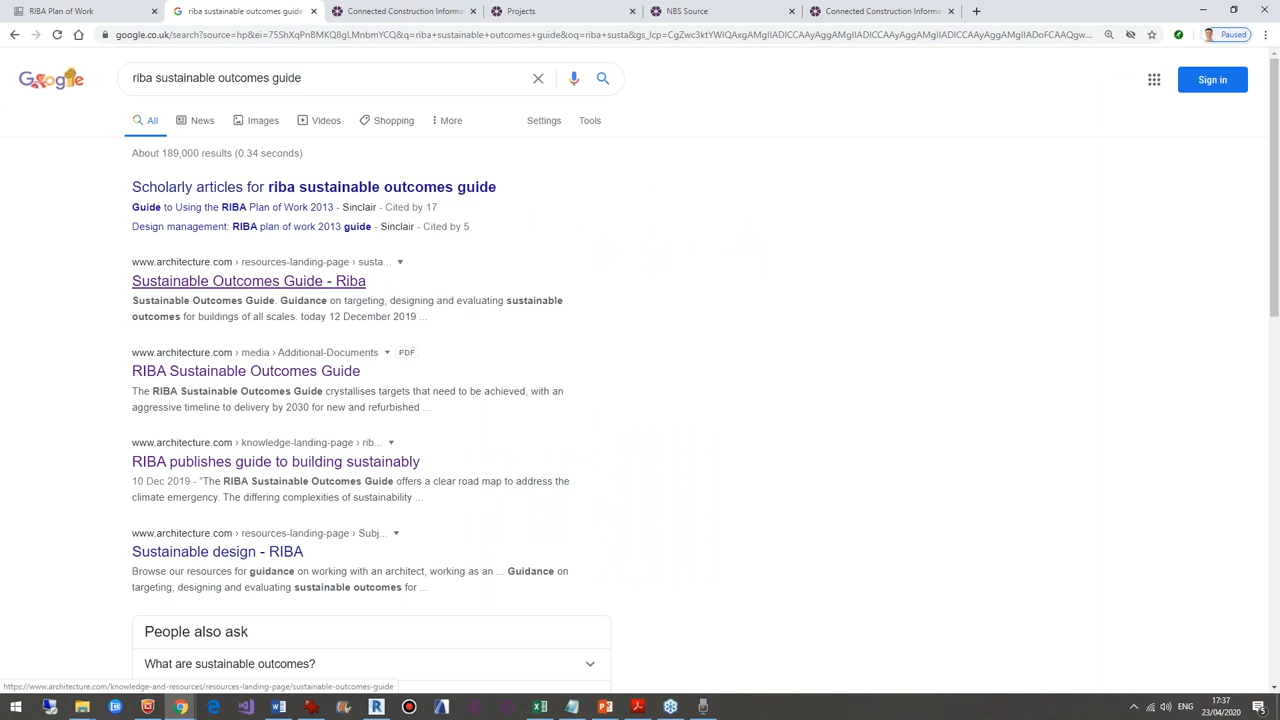 RIBA Plan of Work
riba sustainable outcomes guide
Connected Construction Informa
Projects
NBS Source
Connected Construction Informa
google.co.uk/search?source=hp&ei=75ShXqPnBMKQ8gLMnbmYCQ&q=riba+sustainable+outcomes+guide&oq=riba+susta&gs_lcp=CgZwc3ktYWIQAxgAMgIIADICCAAyAggAMgIIADICCAAyAggAMgIIADICCAAyAggAMgIIADoFCAAQgw...
Paused
Google
riba sustainable outcomes guide
Sign in
All
News
Images
Videos
Shopping
More
Settings
Tools
About 189,000 results (0.34 seconds)
Scholarly articles for riba sustainable outcomes guide
Guide to Using the RIBA Plan of Work 2013 - Sinclair - Cited by 17
Design management: RIBA plan of work 2013 guide - Sinclair - Cited by 5
www.architecture.com › resources-landing-page › susta...
Sustainable Outcomes Guide - Riba
Sustainable Outcomes Guide. Guidance on targeting, designing and evaluating sustainable
outcomes for buildings of all scales. today 12 December 2019 ...
www.architecture.com › media › Additional-Documents PDF
RIBA Sustainable Outcomes Guide
The RIBA Sustainable Outcomes Guide crystallises targets that need to be achieved, with an
aggressive timeline to delivery by 2030 for new and refurbished ...
www.architecture.com › knowledge-landing-page › rib...
RIBA publishes guide to building sustainably
10 Dec 2019 - "The RIBA Sustainable Outcomes Guide offers a clear road map to address the
climate emergency. The differing complexities of sustainability ...
www.architecture.com › resources-landing-page › Subj...
Sustainable design - RIBA
Browse our resources for guidance on working with an architect, working as an ... Guidance on
targeting, designing and evaluating sustainable outcomes for ...
People also ask
What are sustainable outcomes?
https://www.architecture.com/knowledge-and-resources/resources-landing-page/sustainable-outcomes-guide
ENG
17:37
23/04/2020